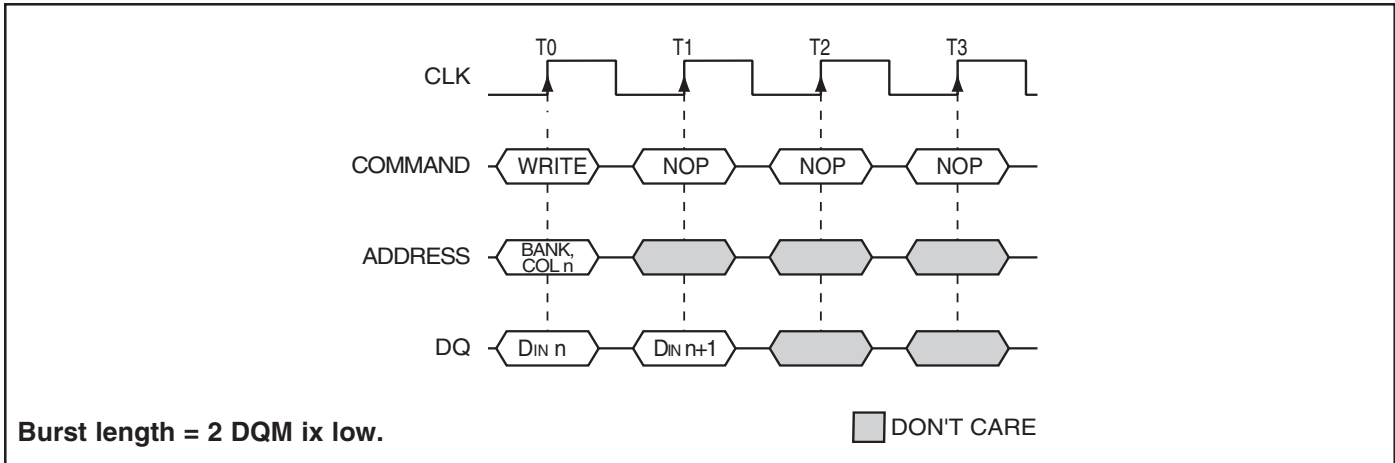 T0 T1 T2 T3
CLK
COMMAND WRITE NOP NOP NOP
ADDRESS BANK,
COL n
DQ DIN n DIN n+1
Burst length = 2 DQM ix low.
DON'T CARE